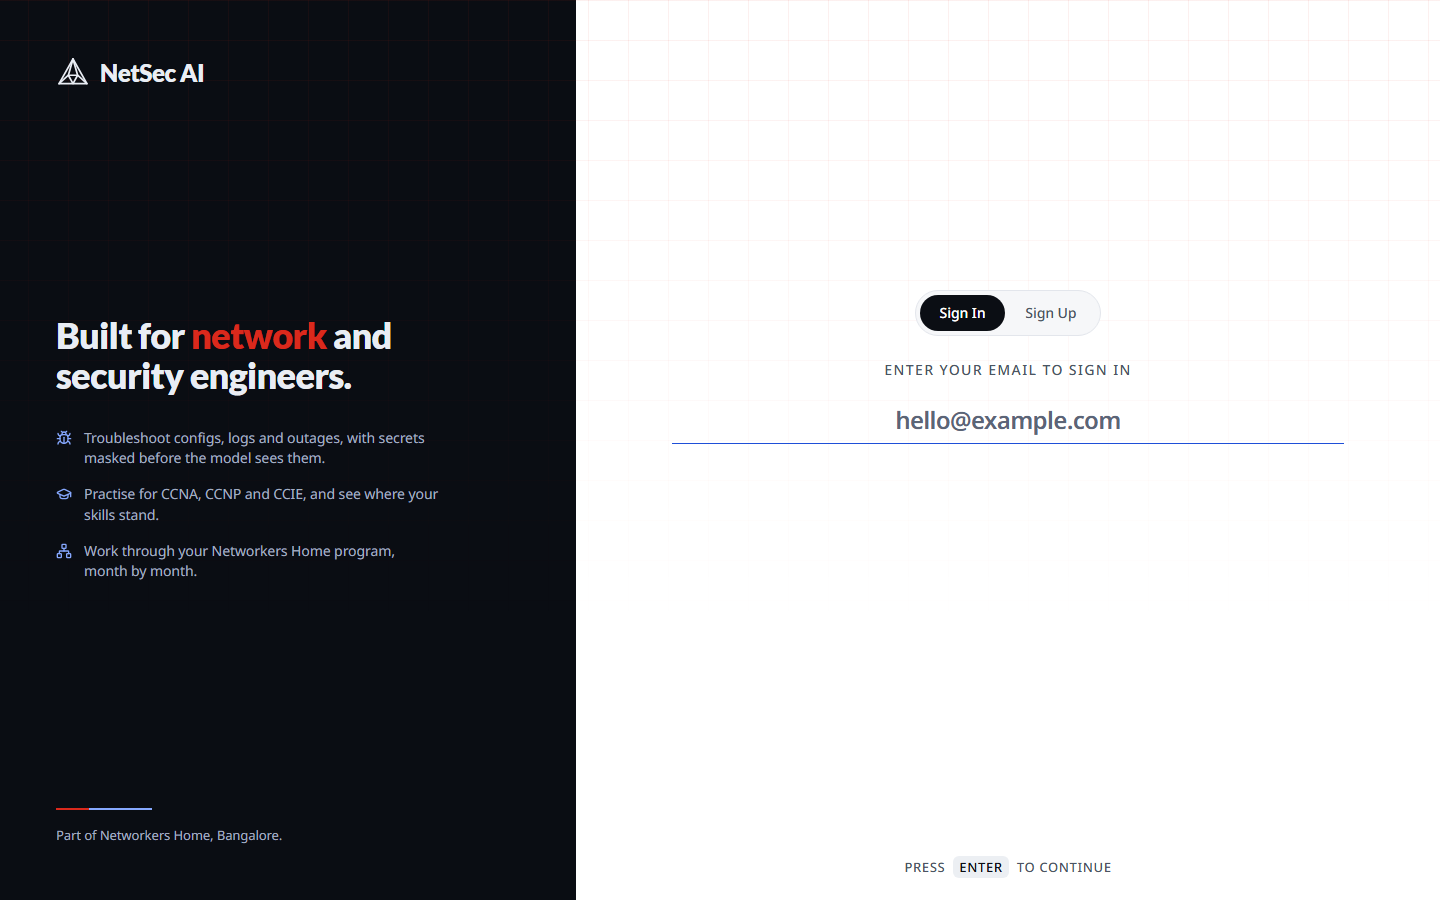 NetSec AI
Built for network and
security engineers.
Troubleshoot configs, logs and outages, with secrets
masked before the model sees them.
Practise for CCNA, CCNP and CCIE, and see where your
skills stand.
Work through your Networkers Home program,
month by month.
Part of Networkers Home, Bangalore.
Sign In
Sign Up
ENTER YOUR EMAIL TO SIGN IN
hello@example.com
PRESS ENTER TO CONTINUE